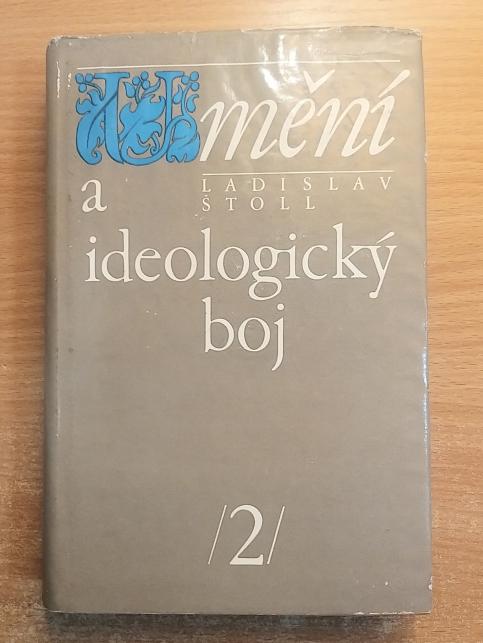 Umění
LADISLAV
a ŠTOLL
ideologický
boj
/2/